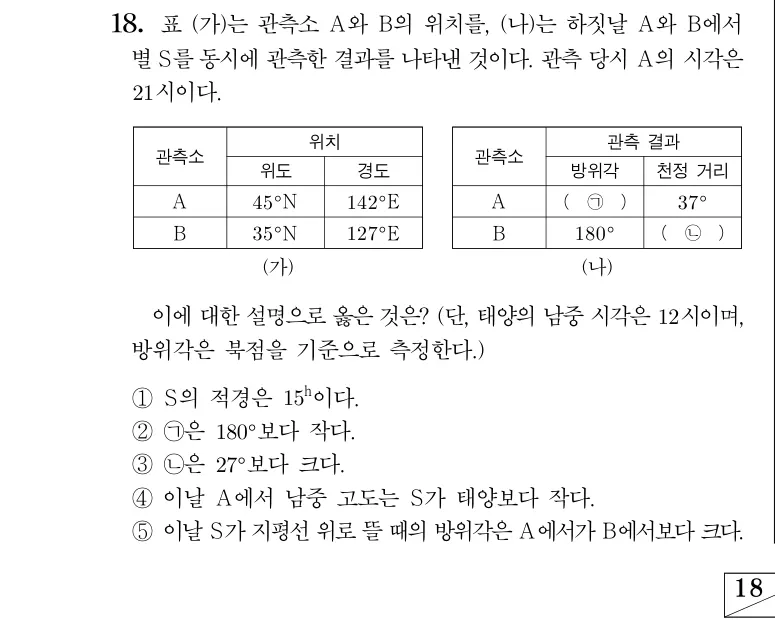 18. 표 (가)는 관측소 A와 B의 위치를, (나)는 하짓날 A와 B에서
별 S를 동시에 관측한 결과를 나타낸 것이다. 관측 당시 A의 시각은
21시이다.
관측소 위치
위도 경도
A 45°N 142°E
B 35°N 127°E
(가)
관측소 관측 결과
방위각 천정 거리
A ( ㉠ ) 37°
B 180° ( ㉡ )
(나)
이에 대한 설명으로 옳은 것은? (단, 태양의 남중 시각은 12시이며,
방위각은 북점을 기준으로 측정한다.)
① S의 적경은 15ʰ이다.
② ㉠은 180°보다 작다.
③ ㉡은 27°보다 크다.
④ 이날 A에서 남중 고도는 S가 태양보다 작다.
⑤ 이날 S가 지평선 위로 뜰 때의 방위각은 A에서가 B에서보다 크다.
18